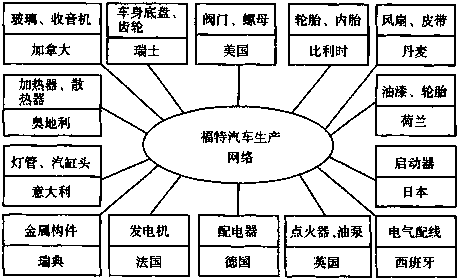 玻璃、收音机
加拿大
车身底盘、
齿轮
瑞士
阀门、螺母
美国
轮胎、内胎
比利时
风扇、皮带
丹麦
加热器、散
热器
奥地利
油漆、轮胎
荷兰
福特汽车生产
网络
灯管、汽缸头
意大利
启动器
日本
金属构件
瑞典
发电机
法国
配电器
德国
点火器、油泵
英国
电气配线
西班牙